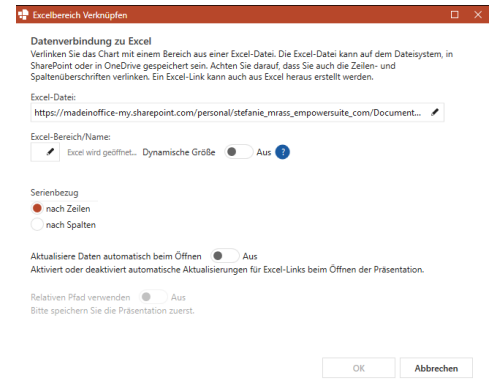 Excelbereich Verknüpfen
Datenverbindung zu Excel
Verlinken Sie das Chart mit einem Bereich aus einer Excel-Datei. Die Excel-Datei kann auf dem Dateisystem, in
SharePoint oder in OneDrive gespeichert sein. Achten Sie darauf, dass Sie auch die Zeilen- und
Spaltenüberschriften verlinken. Ein Excel-Link kann auch aus Excel heraus erstellt werden.
Excel-Datei:
https://madeinoffice-my.sharepoint.com/personal/stefanie_mrass_empowersuite_com/Document...
Excel-Bereich/Name:
Excel wird geöffnet... Dynamische Größe Aus ?
Serienbezug
nach Zeilen
nach Spalten
Aktualisiere Daten automatisch beim Öffnen Aus
Aktiviert oder deaktiviert automatische Aktualisierungen für Excel-Links beim Öffnen der Präsentation.
Relativen Pfad verwenden Aus
Bitte speichern Sie die Präsentation zuerst.
OK Abbrechen